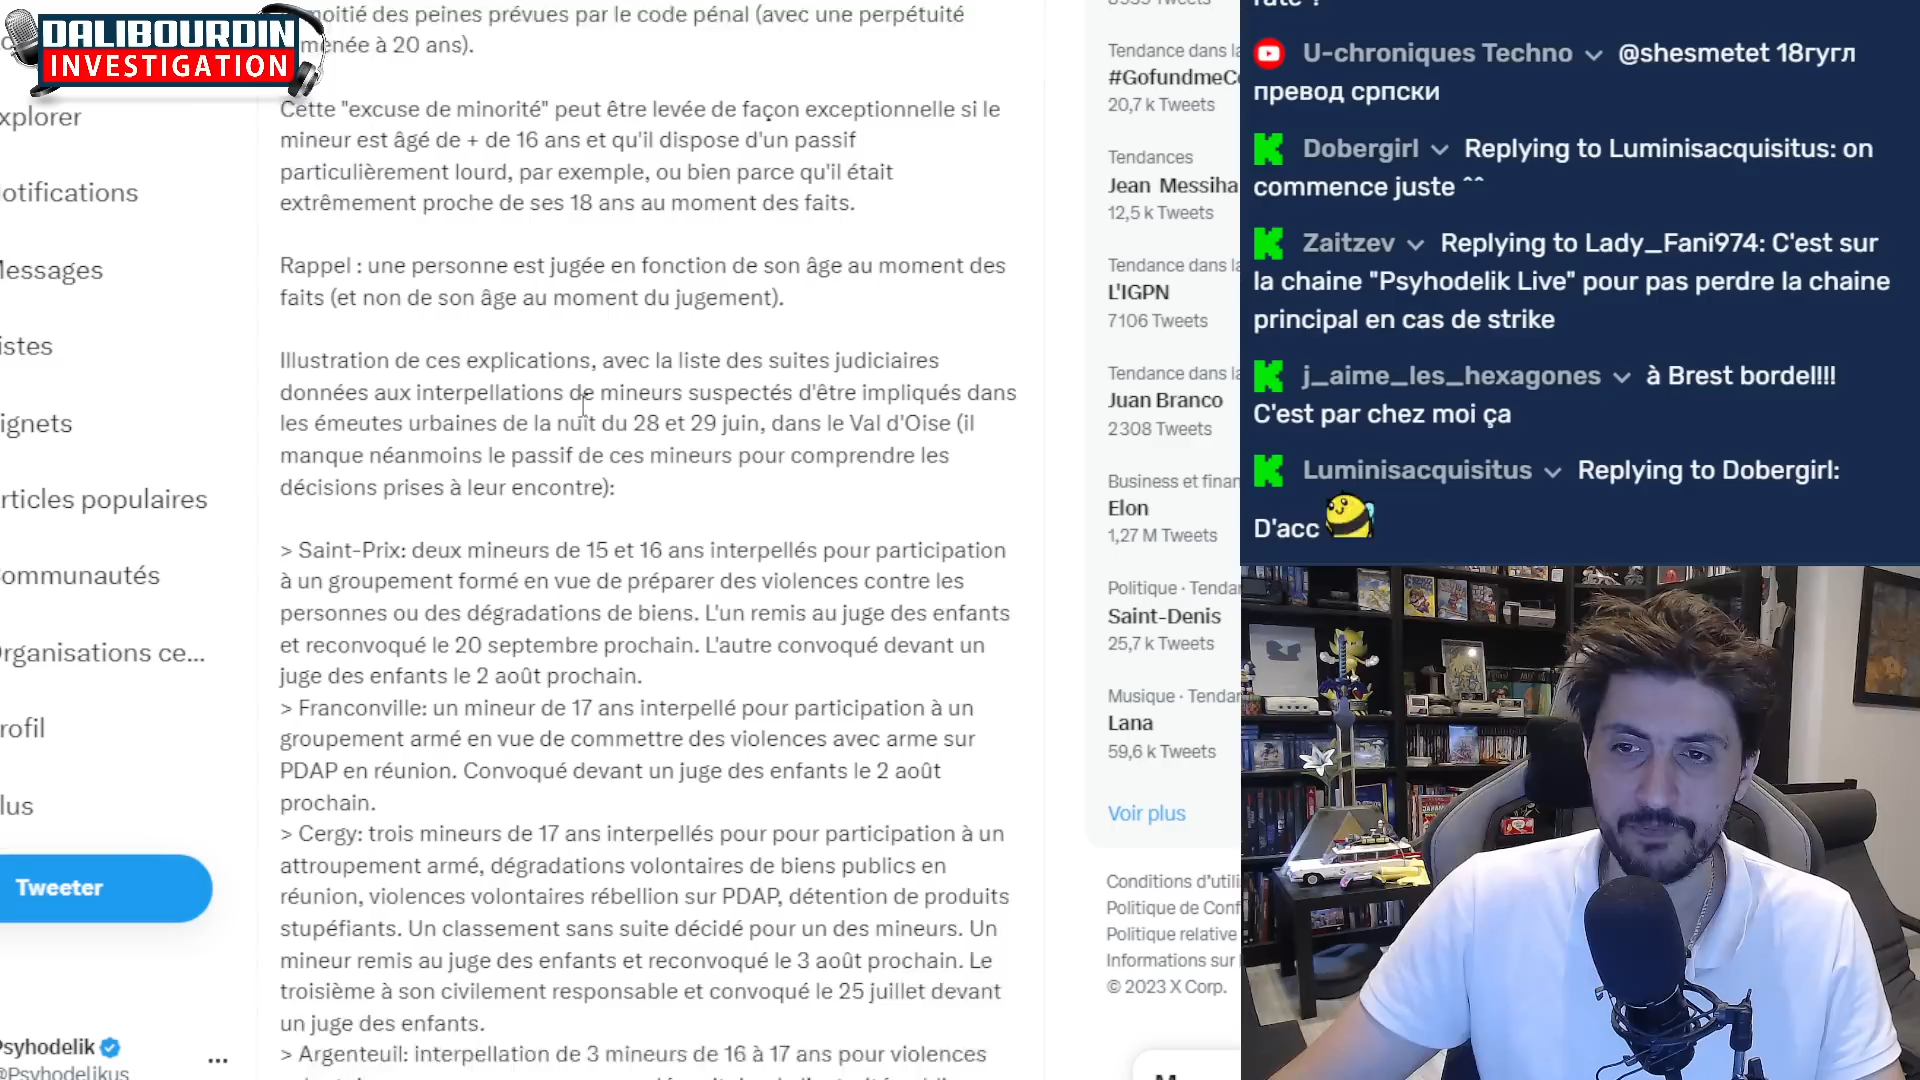 DALIBOURDIN
INVESTIGATION
moitié des peines prévues par le code pénal (avec une perpétuité
menée à 20 ans).
Cette "excuse de minorité" peut être levée de façon exceptionnelle si le
mineur est âgé de + de 16 ans et qu'il dispose d'un passif
particulièrement lourd, par exemple, ou bien parce qu'il était
extrêmement proche de ses 18 ans au moment des faits.
Rappel : une personne est jugée en fonction de son âge au moment des
faits (et non de son âge au moment du jugement).
Illustration de ces explications, avec la liste des suites judiciaires
données aux interpellations de mineurs suspectés d'être impliqués dans
les émeutes urbaines de la nuit du 28 et 29 juin, dans le Val d'Oise (il
manque néanmoins le passif de ces mineurs pour comprendre les
décisions prises à leur encontre):
> Saint-Prix: deux mineurs de 15 et 16 ans interpellés pour participation
à un groupement formé en vue de préparer des violences contre les
personnes ou des dégradations de biens. L'un remis au juge des enfants
et reconvoqué le 20 septembre prochain. L'autre convoqué devant un
juge des enfants le 2 août prochain.
> Franconville: un mineur de 17 ans interpellé pour participation à un
groupement armé en vue de commettre des violences avec arme sur
PDAP en réunion. Convoqué devant un juge des enfants le 2 août
prochain.
> Cergy: trois mineurs de 17 ans interpellés pour pour participation à un
attroupement armé, dégradations volontaires de biens publics en
réunion, violences volontaires rébellion sur PDAP, détention de produits
stupéfiants. Un classement sans suite décidé pour un des mineurs. Un
mineur remis au juge des enfants et reconvoqué le 3 août prochain. Le
troisième à son civilement responsable et convoqué le 25 juillet devant
un juge des enfants.
> Argenteuil: interpellation de 3 mineurs de 16 à 17 ans pour violences
xplorer
otifications
Messages
istes
ignets
rticles populaires
ommunautés
rganisations ce...
rofil
lus
Tweeter
Psyhodelik
@Psyhodelikus
...
Tendance dans la
#GofundmeC
20,7 k Tweets
Tendances
Jean Messiha
12,5 k Tweets
Tendance dans la
L'IGPN
7106 Tweets
Tendance dans la
Juan Branco
2308 Tweets
Business et finan
Elon
1,27 M Tweets
Politique · Tendan
Saint-Denis
25,7k Tweets
Musique · Tendan
Lana
59,6 k Tweets
Voir plus
Conditions d'utili
Politique de Conf
Politique relative
Informations sur
© 2023 X Corp.
U-chroniques Techno @shesmetet 18гугл
превод српски
Dobergirl Replying to Luminisacquisitus: on
commence juste ^^
Zaitzev Replying to Lady_Fani974: C'est sur
la chaine "Psyhodelik Live" pour pas perdre la chaine
principal en cas de strike
j_aime_les_hexagones à Brest bordel!!!
C'est par chez moi ça
Luminisacquisitus Replying to Dobergirl:
D'acc